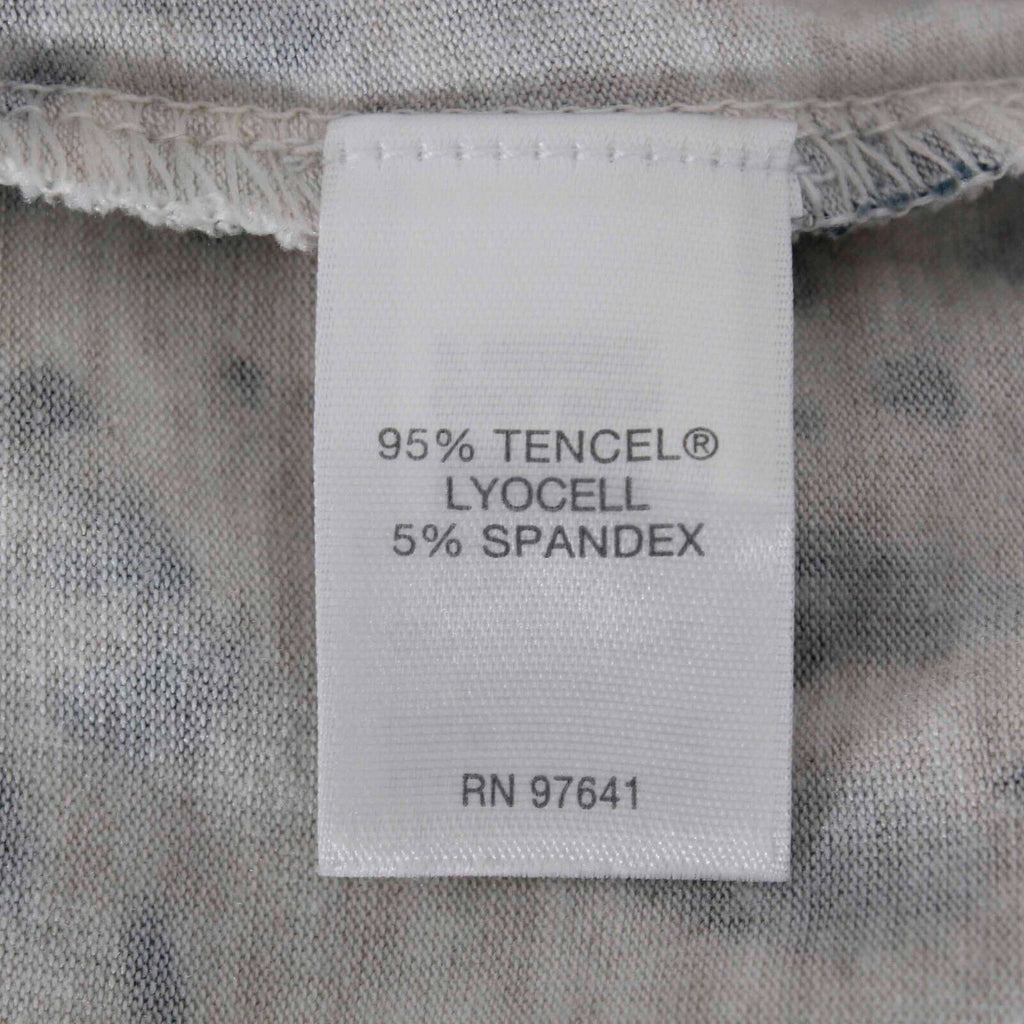 95% TENCEL®
LYOCELL
5% SPANDEX
RN 97641